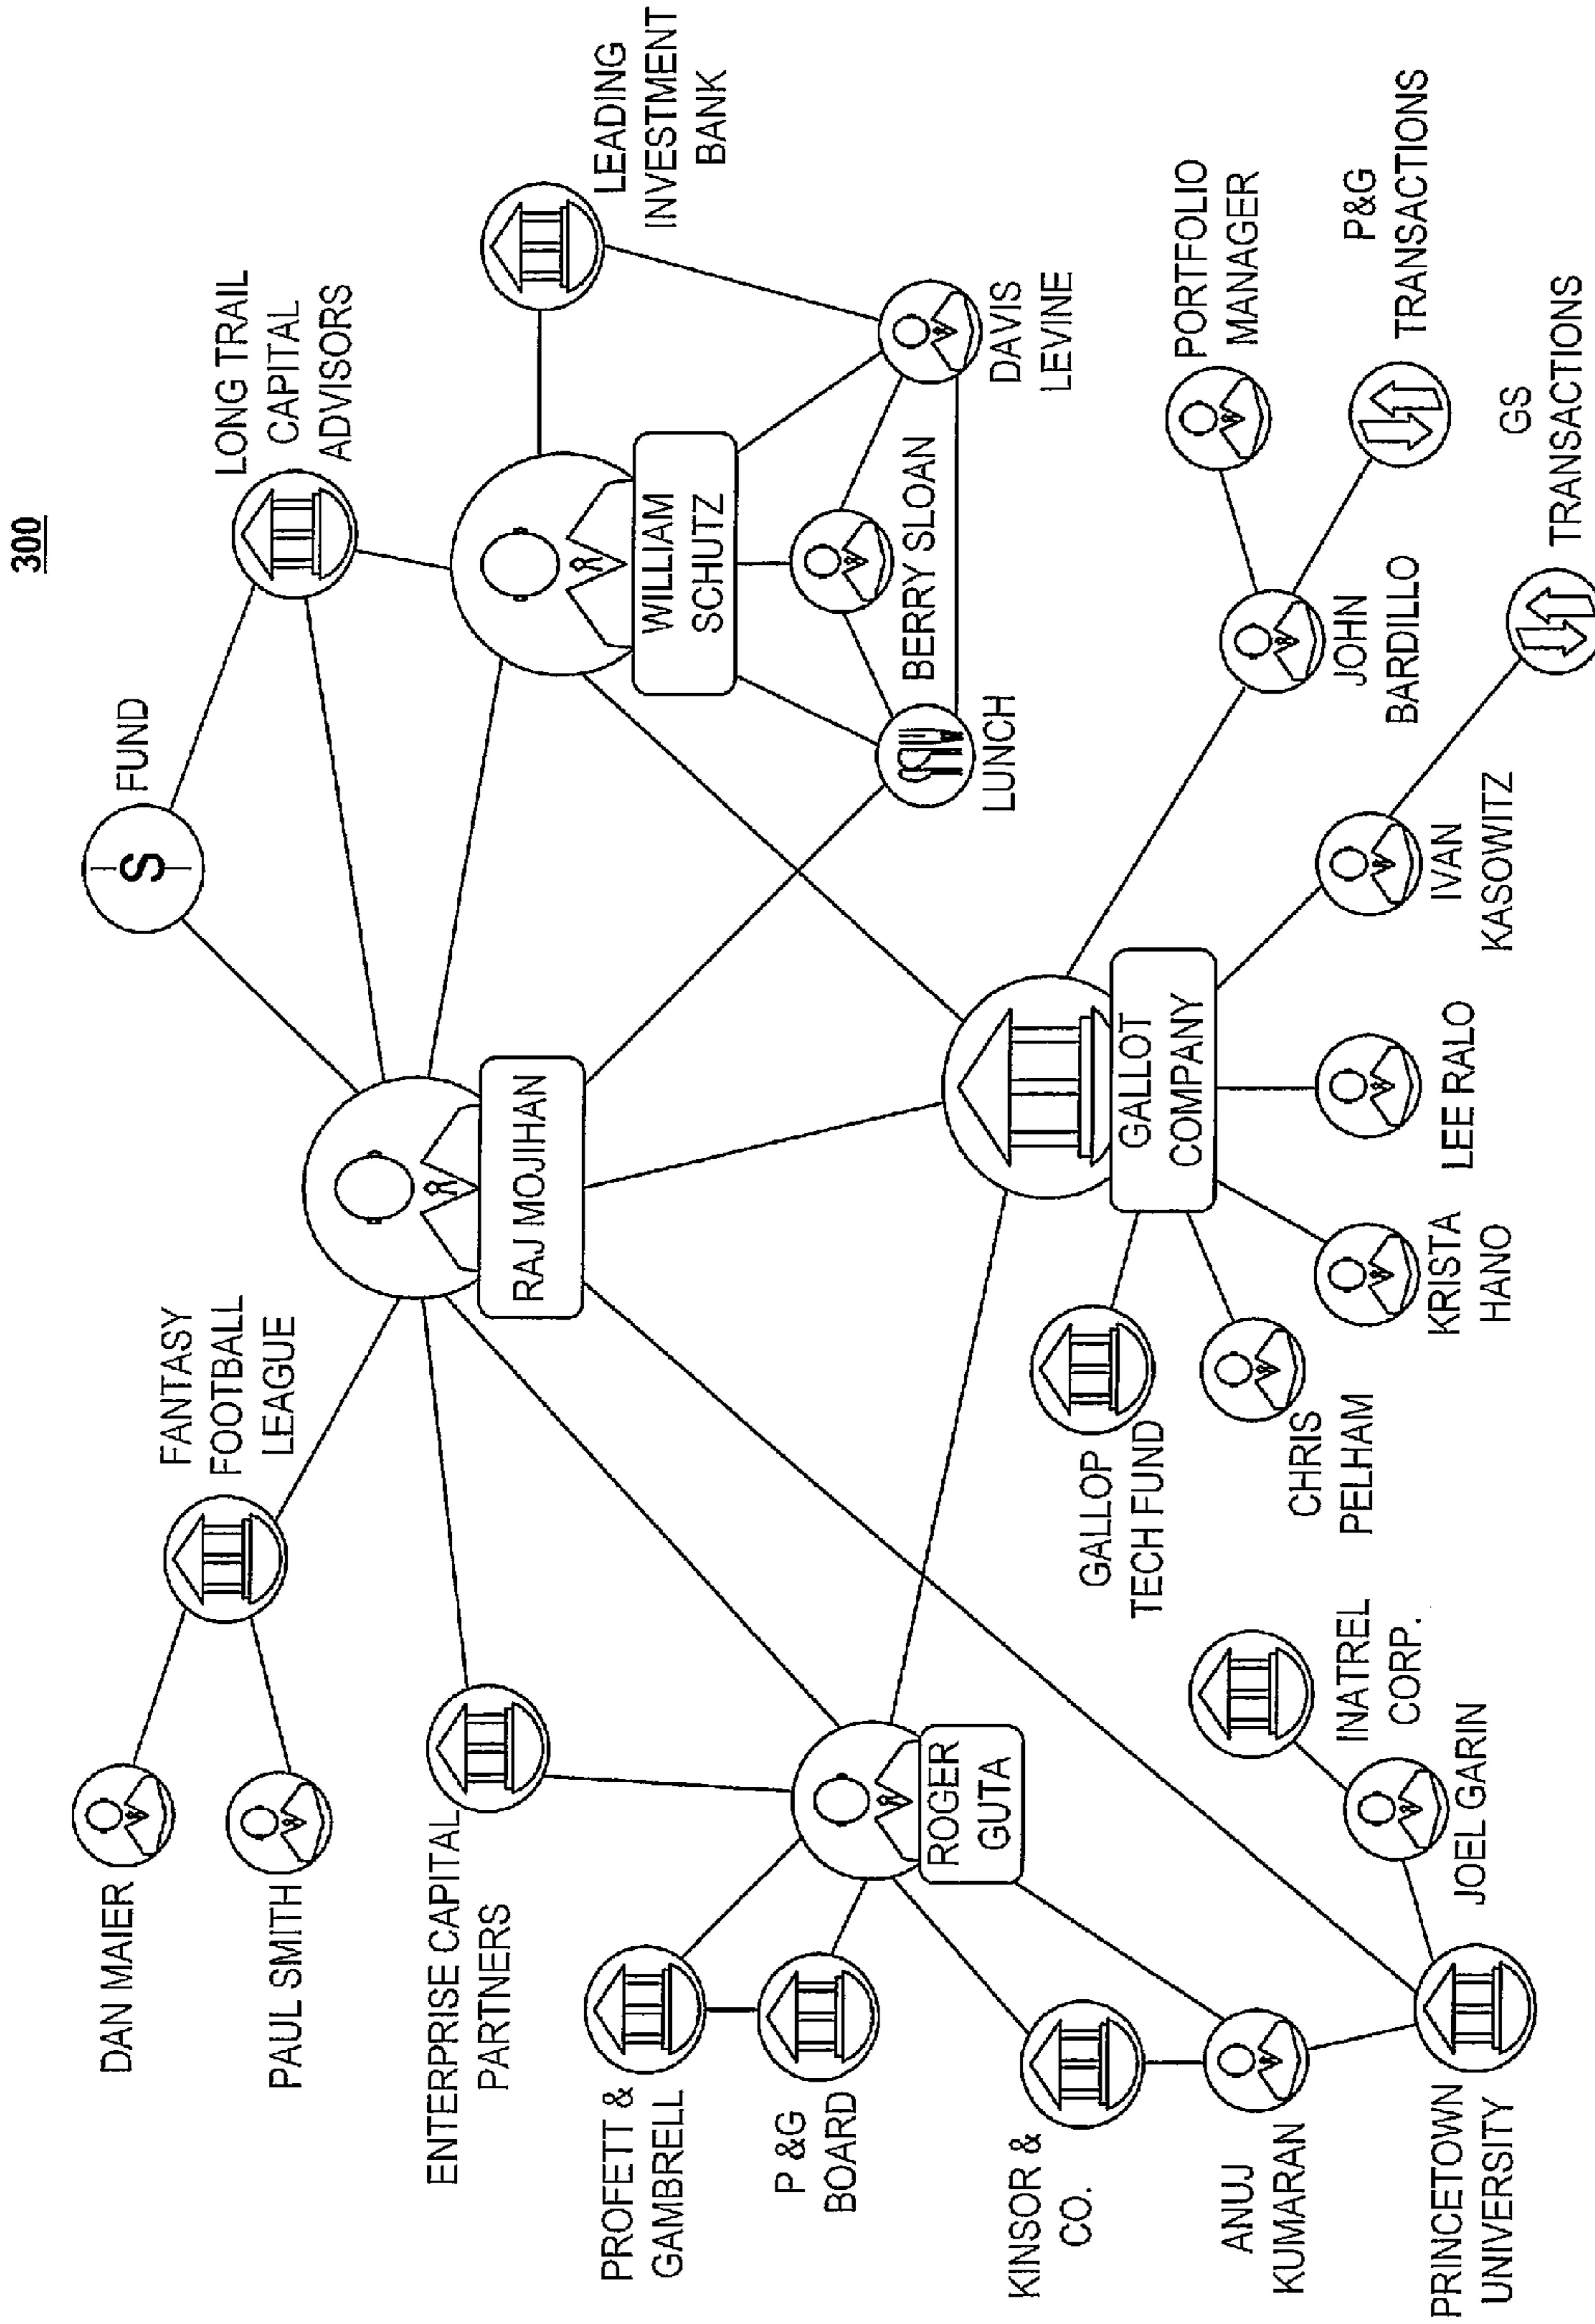 300
FUND
LONG TRAIL
CAPITAL
ADVISORS
LEADING
INVESTMENT
BANK
FANTASY
FOOTBALL
LEAGUE
DAN MAIER
PAUL SMITH
RAJ MOJIHAN
WILLIAM
SCHUTZ
ENTERPRISE CAPITAL
PARTNERS
BERRY SLOAN
DAVIS
LEVINE
LUNCH
PROFETT &
GAMBRELL
P &G
BOARD
ROGER
GUTA
GALLOT
COMPANY
PORTFOLIO
MANAGER
KINSOR &
CO.
GALLOP
TECH FUND
JOHN
BARDILLO
P&G
TRANSACTIONS
ANUJ
KUMARAN
CHRIS
PELHAM
INATREL
CORP.
KRISTA
HANO
LEE RALO
IVAN
KASOWITZ
GS
TRANSACTIONS
PRINCETOWN
UNIVERSITY
JOEL GARIN
S